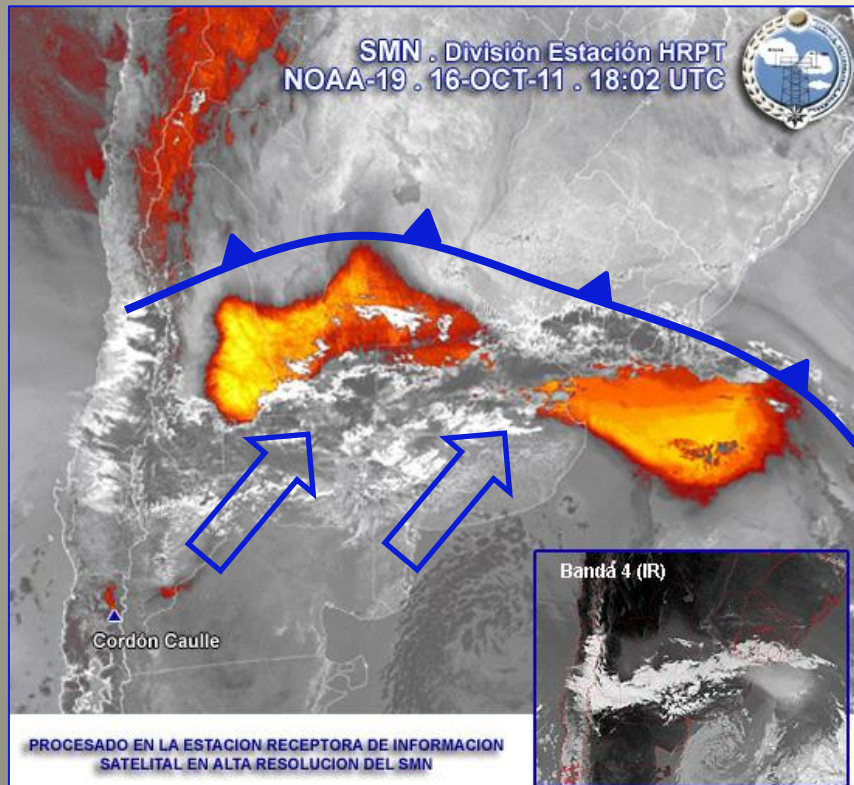 SMN . División Estación HRPT
NOAA-19 . 16-OCT-11 . 18:02 UTC
Cordón Caulle
Banda 4 (IR)
PROCESADO EN LA ESTACION RECEPTORA DE INFORMACION
SATELITAL EN ALTA RESOLUCION DEL SMN